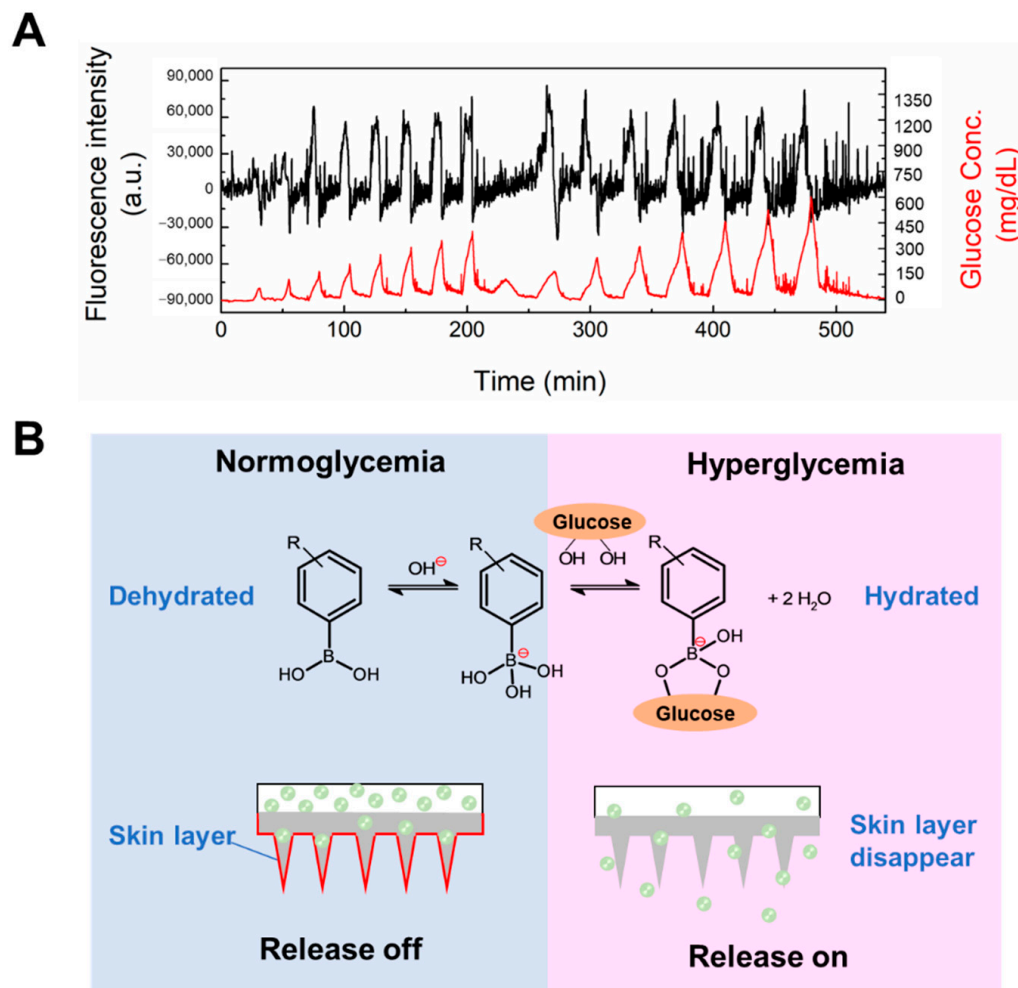 A
Fluorescence intensity
(a.u.)
90,000
60,000
30,000
0
−30,000
−60,000
−90,000
1350
1200
900
750
600
450
300
150
0
Glucose Conc.
(mg/dL)
0 100 200 300 400 500
Time (min)
B
Normoglycemia
Hyperglycemia
Glucose
R
OH⊖
R
OH OH
R
Dehydrated
+ 2 H₂O
Hydrated
B
HO OH
B⊖
HO OH
OH
B⊖
OH
O O
Glucose
Skin layer
Skin layer
disappear
Release off
Release on